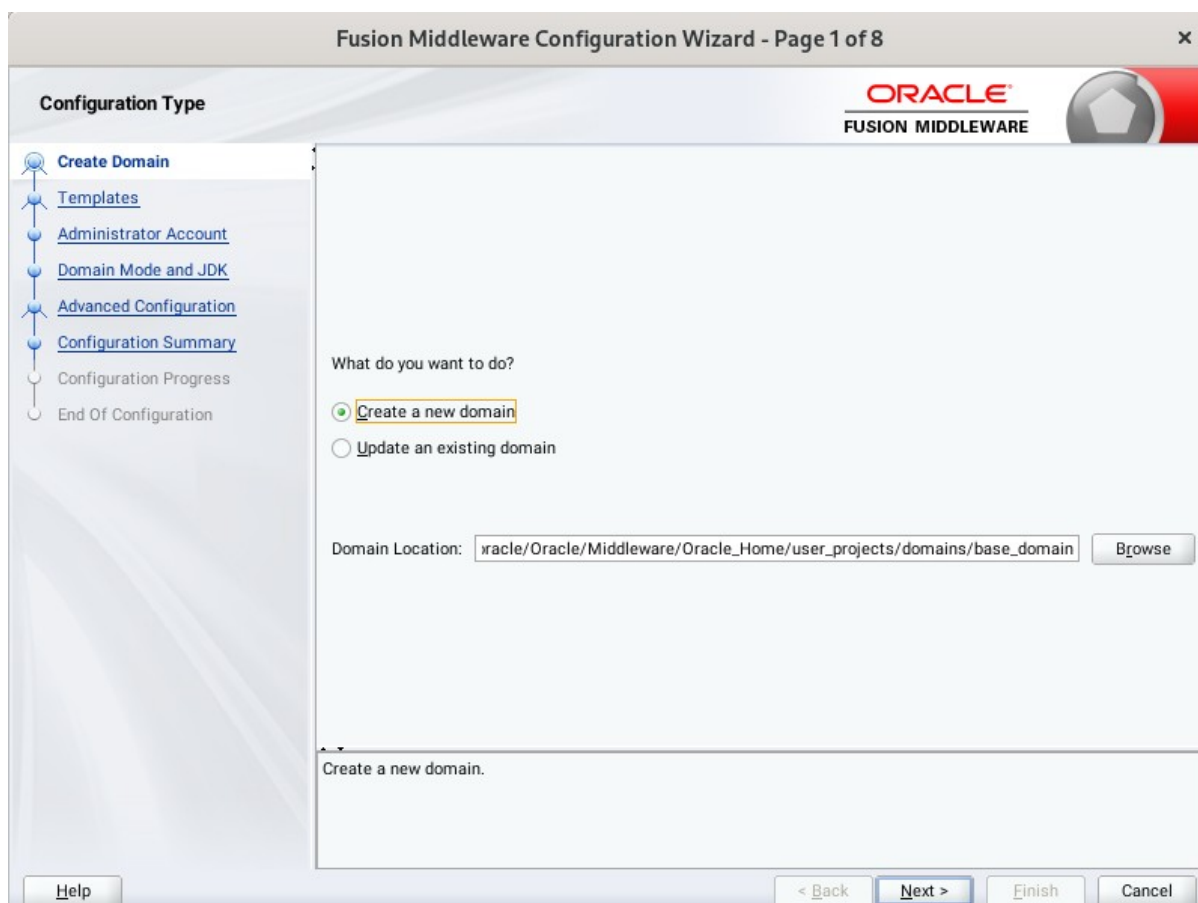 Fusion Middleware Configuration Wizard - Page 1 of 8
Configuration Type
ORACLE
FUSION MIDDLEWARE
Create Domain
Templates
Administrator Account
Domain Mode and JDK
Advanced Configuration
Configuration Summary
Configuration Progress
End Of Configuration
What do you want to do?
Create a new domain
Update an existing domain
Domain Location: racle/Oracle/Middleware/Oracle_Home/user_projects/domains/base_domain Browse
Create a new domain.
Help < Back Next > Finish Cancel